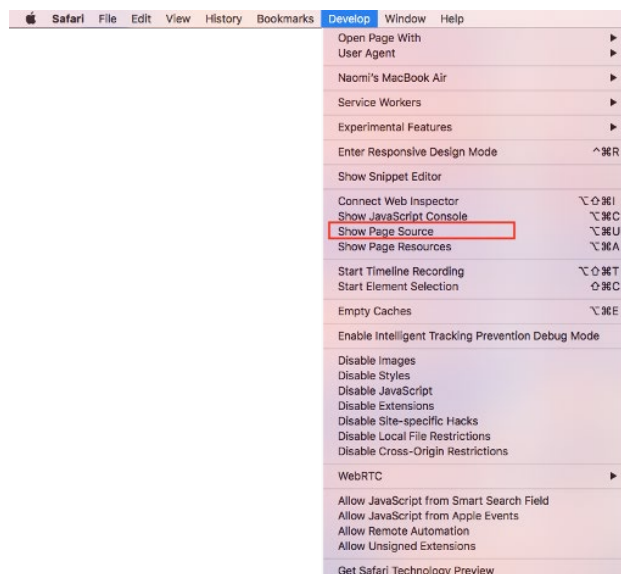 Safari File Edit View History Bookmarks Develop Window Help
Open Page With
User Agent
Naomi's MacBook Air
Service Workers
Experimental Features
Enter Responsive Design Mode ^⌘R
Show Snippet Editor
Connect Web Inspector ⌥⇧⌘I
Show JavaScript Console ⌥⌘C
Show Page Source ⌥⌘U
Show Page Resources ⌥⌘A
Start Timeline Recording ⌥⇧⌘T
Start Element Selection ⇧⌘C
Empty Caches ⌥⌘E
Enable Intelligent Tracking Prevention Debug Mode
Disable Images
Disable Styles
Disable JavaScript
Disable Extensions
Disable Site-specific Hacks
Disable Local File Restrictions
Disable Cross-Origin Restrictions
WebRTC
Allow JavaScript from Smart Search Field
Allow JavaScript from Apple Events
Allow Remote Automation
Allow Unsigned Extensions
Get Safari Technology Preview